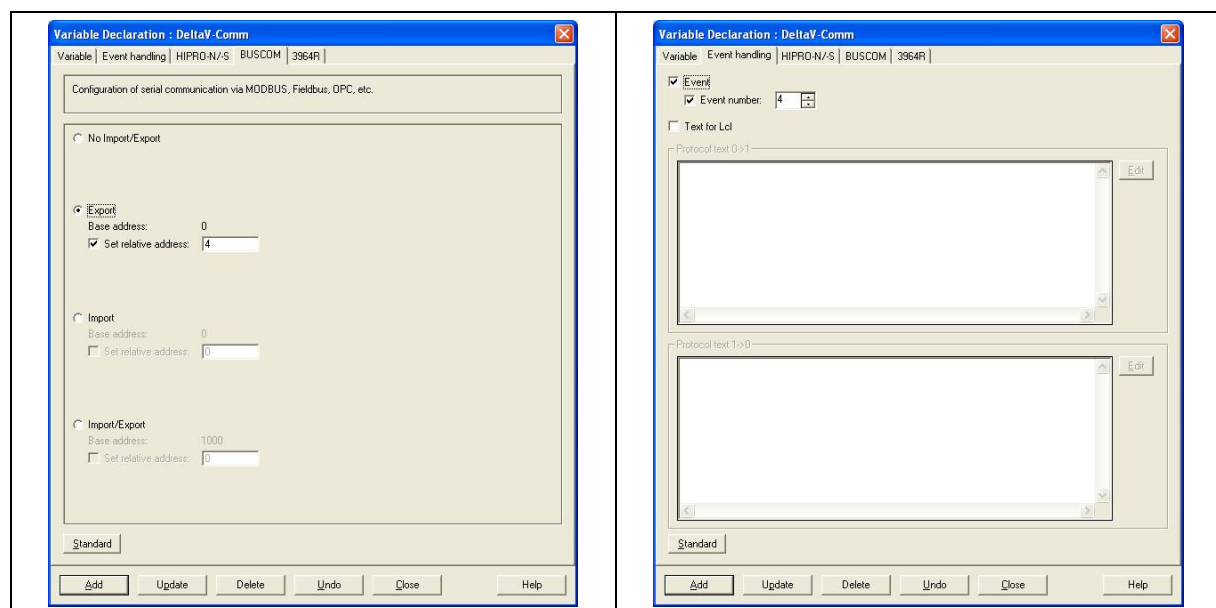 Variable Declaration : DeltaV-Comm
Variable Event handling HIPRO-N/-S BUSCOM 3964R
Configuration of serial communication via MODBUS, Fieldbus, OPC, etc.
No Import/Export
Export
Base address: 0
Set relative address: 4
Import
Base address: 0
Set relative address: 0
Import/Export
Base address: 1000
Set relative address: 0
Standard
Add Update Delete Undo Close Help
Variable Declaration : DeltaV-Comm
Variable Event handling HIPRO-N/-S BUSCOM 3964R
Event
Event number: 4
Text for Lcl
Protocol text 0->1
Edit
Protocol text 1->0
Edit
Standard
Add Update Delete Undo Close Help